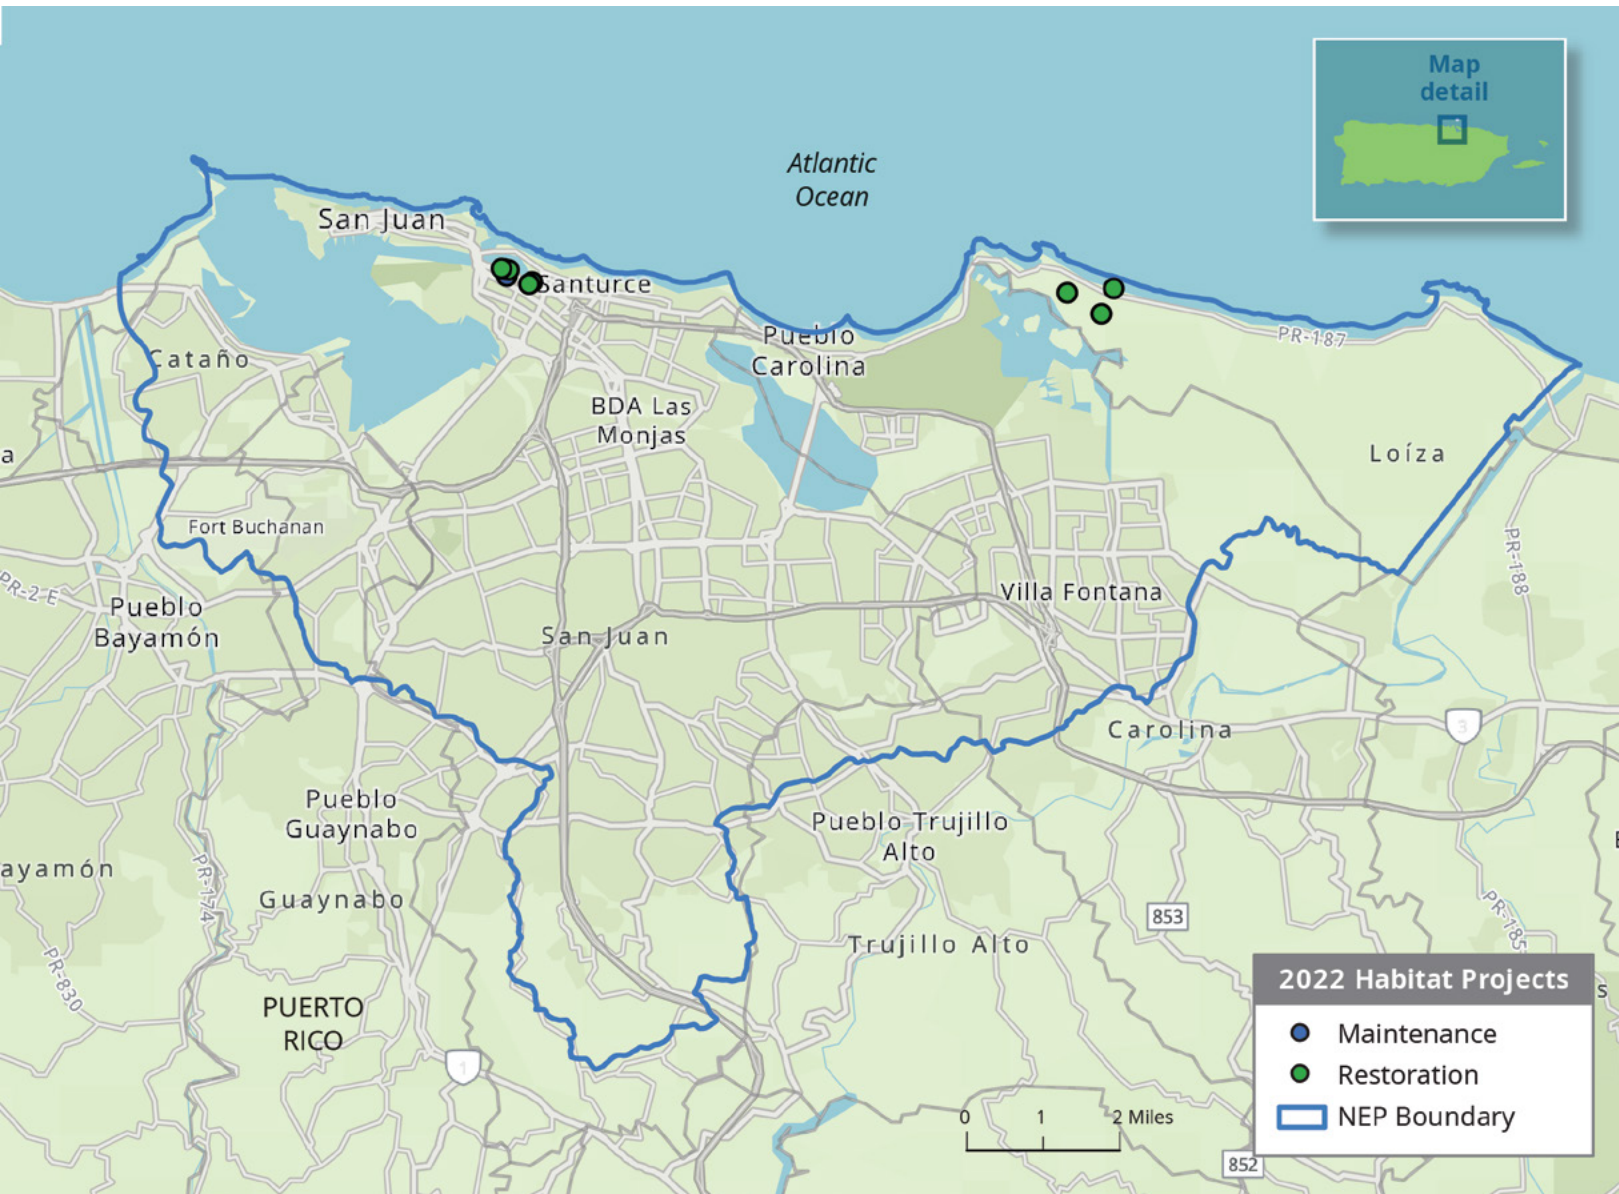 Map
detail
Atlantic
Ocean
San Juan
Santurce
Pueblo
Carolina
PR-187
Cataño
BDA Las
Monjas
a
Loíza
Fort Buchanan
PR-2 E
PR-188
Villa Fontana
Pueblo
Bayamón
San Juan
3
Carolina
Pueblo
Guaynabo
Pueblo Trujillo
Alto
ayamón
PR-174
Guaynabo
853
PR-185
Trujillo Alto
PR-830
PUERTO
RICO
1
s
2022 Habitat Projects
Maintenance
Restoration
NEP Boundary
0 1 2 Miles
852